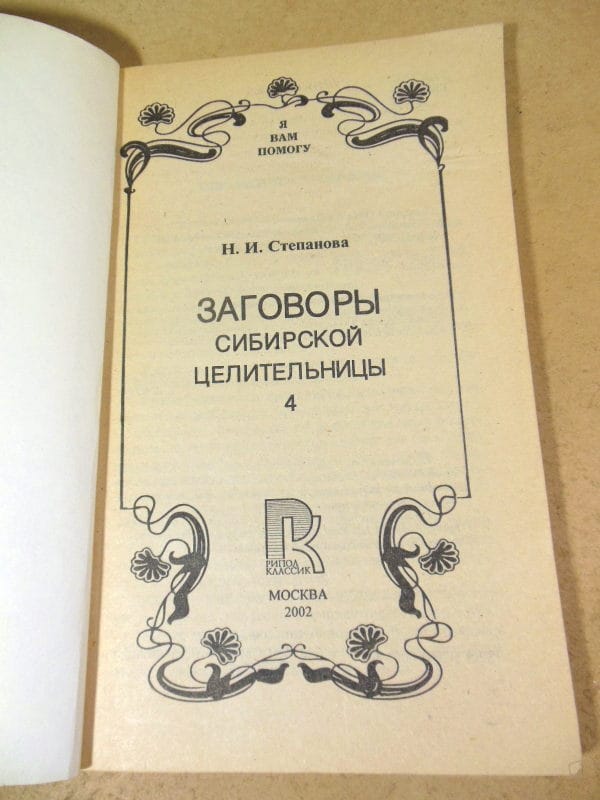 Я
ВАМ
ПОМОГУ
Н. И. Степанова
ЗАГОВОРЫ
СИБИРСКОЙ
ЦЕЛИТЕЛЬНИЦЫ
4
РИПОЛ
КЛАССИК
МОСКВА
2002